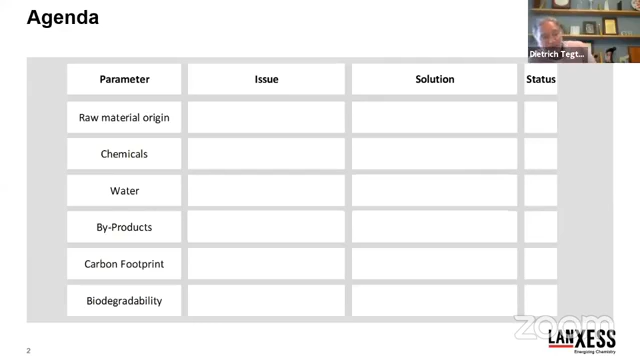 Agenda
Dietrich Tegt...
Parameter Issue Solution Status
Raw material origin
Chemicals
Water
By-Products
Carbon Footprint
Biodegradability
zoom
2
LANXESS
Energizing Chemistry